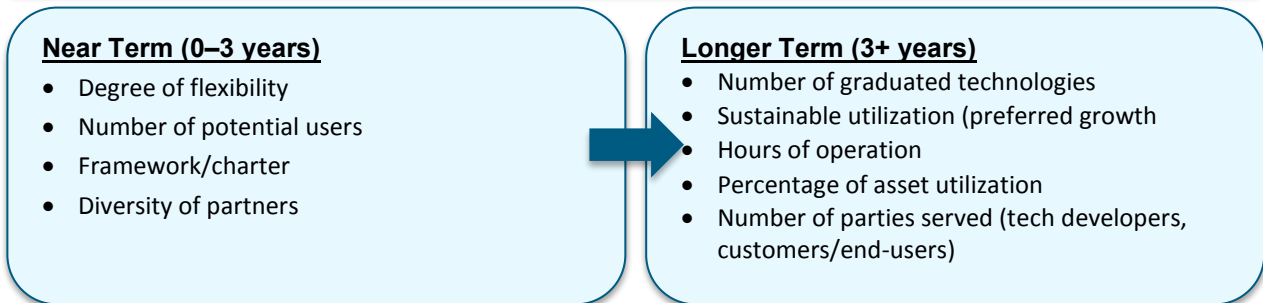 Near Term (0–3 years)
• Degree of flexibility
• Number of potential users
• Framework/charter
• Diversity of partners
Longer Term (3+ years)
• Number of graduated technologies
• Sustainable utilization (preferred growth
• Hours of operation
• Percentage of asset utilization
• Number of parties served (tech developers,
customers/end-users)